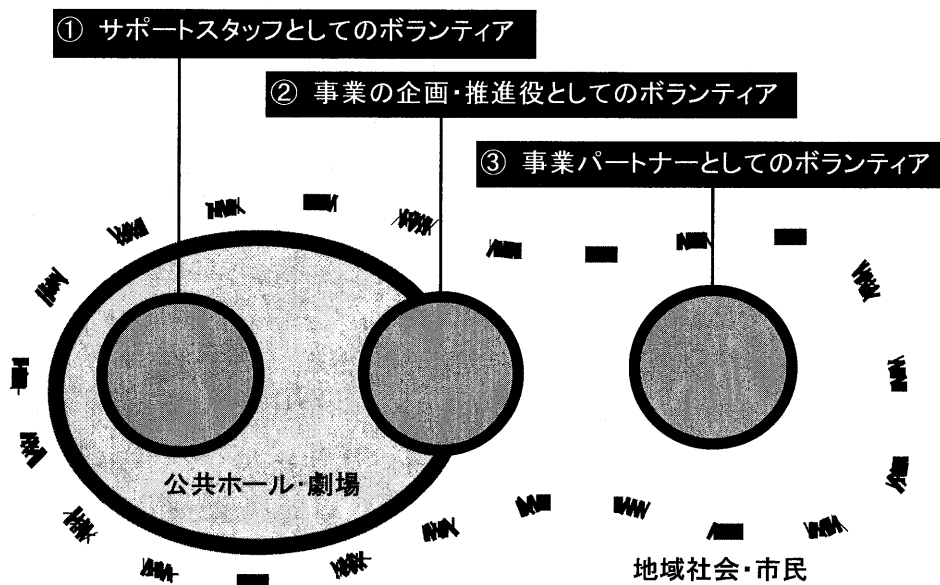 ① サポートスタッフとしてのボランティア
② 事業の企画・推進役としてのボランティア
③ 事業パートナーとしてのボランティア
公共ホール・劇場
地域社会・市民